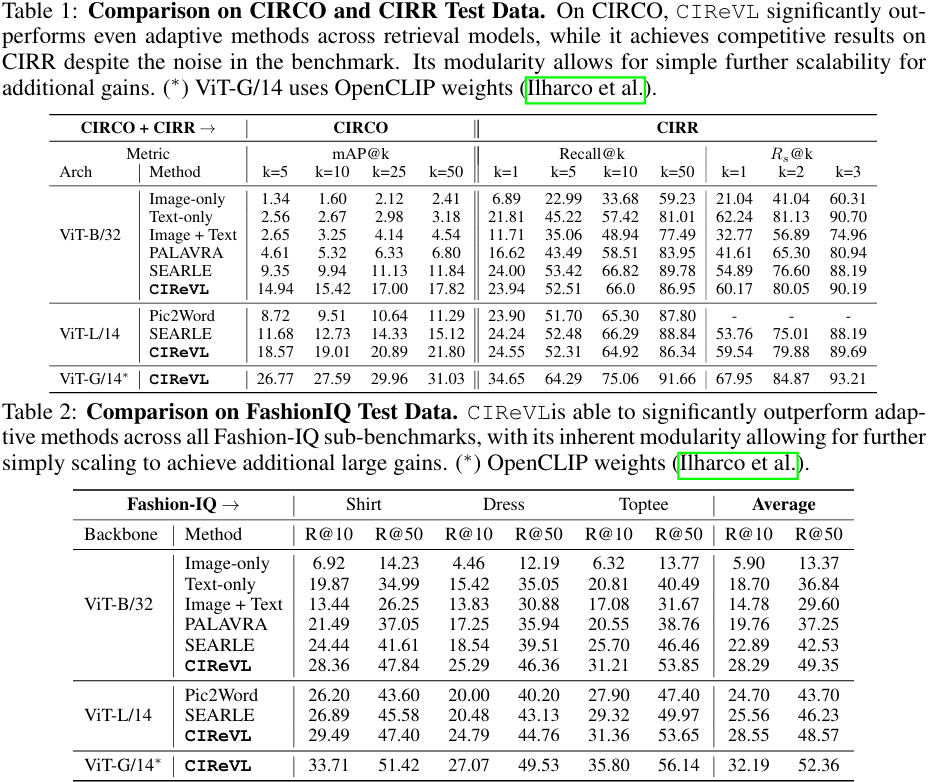 Table 1: Comparison on CIRCO and CIRR Test Data. On CIRCO, CIReVL significantly out-
performs even adaptive methods across retrieval models, while it achieves competitive results on
CIRR despite the noise in the benchmark. Its modularity allows for simple further scalability for
additional gains. (*) ViT-G/14 uses OpenCLIP weights (Ilharco et al.).
CIRCO + CIRR → CIRCO CIRR
Metric mAP@k Recall@k Rs@k
Arch Method k=5 k=10 k=25 k=50 k=1 k=5 k=10 k=50 k=1 k=2 k=3
Image-only 1.34 1.60 2.12 2.41 6.89 22.99 33.68 59.23 21.04 41.04 60.31
Text-only 2.56 2.67 2.98 3.18 21.81 45.22 57.42 81.01 62.24 81.13 90.70
ViT-B/32 Image + Text 2.65 3.25 4.14 4.54 11.71 35.06 48.94 77.49 32.77 56.89 74.96
PALAVRA 4.61 5.32 6.33 6.80 16.62 43.49 58.51 83.95 41.61 65.30 80.94
SEARLE 9.35 9.94 11.13 11.84 24.00 53.42 66.82 89.78 54.89 76.60 88.19
CIReVL 14.94 15.42 17.00 17.82 23.94 52.51 66.0 86.95 60.17 80.05 90.19
Pic2Word 8.72 9.51 10.64 11.29 23.90 51.70 65.30 87.80 - - -
ViT-L/14 SEARLE 11.68 12.73 14.33 15.12 24.24 52.48 66.29 88.84 53.76 75.01 88.19
CIReVL 18.57 19.01 20.89 21.80 24.55 52.31 64.92 86.34 59.54 79.88 89.69
ViT-G/14* CIReVL 26.77 27.59 29.96 31.03 34.65 64.29 75.06 91.66 67.95 84.87 93.21
Table 2: Comparison on FashionIQ Test Data. CIReVLis able to significantly outperform adap-
tive methods across all Fashion-IQ sub-benchmarks, with its inherent modularity allowing for further
simply scaling to achieve additional large gains. (*) OpenCLIP weights (Ilharco et al.).
Fashion-IQ → Shirt Dress Toptee Average
Backbone Method R@10 R@50 R@10 R@50 R@10 R@50 R@10 R@50
Image-only 6.92 14.23 4.46 12.19 6.32 13.77 5.90 13.37
Text-only 19.87 34.99 15.42 35.05 20.81 40.49 18.70 36.84
ViT-B/32 Image + Text 13.44 26.25 13.83 30.88 17.08 31.67 14.78 29.60
PALAVRA 21.49 37.05 17.25 35.94 20.55 38.76 19.76 37.25
SEARLE 24.44 41.61 18.54 39.51 25.70 46.46 22.89 42.53
CIReVL 28.36 47.84 25.29 46.36 31.21 53.85 28.29 49.35
Pic2Word 26.20 43.60 20.00 40.20 27.90 47.40 24.70 43.70
ViT-L/14 SEARLE 26.89 45.58 20.48 43.13 29.32 49.97 25.56 46.23
CIReVL 29.49 47.40 24.79 44.76 31.36 53.65 28.55 48.57
ViT-G/14* CIReVL 33.71 51.42 27.07 49.53 35.80 56.14 32.19 52.36